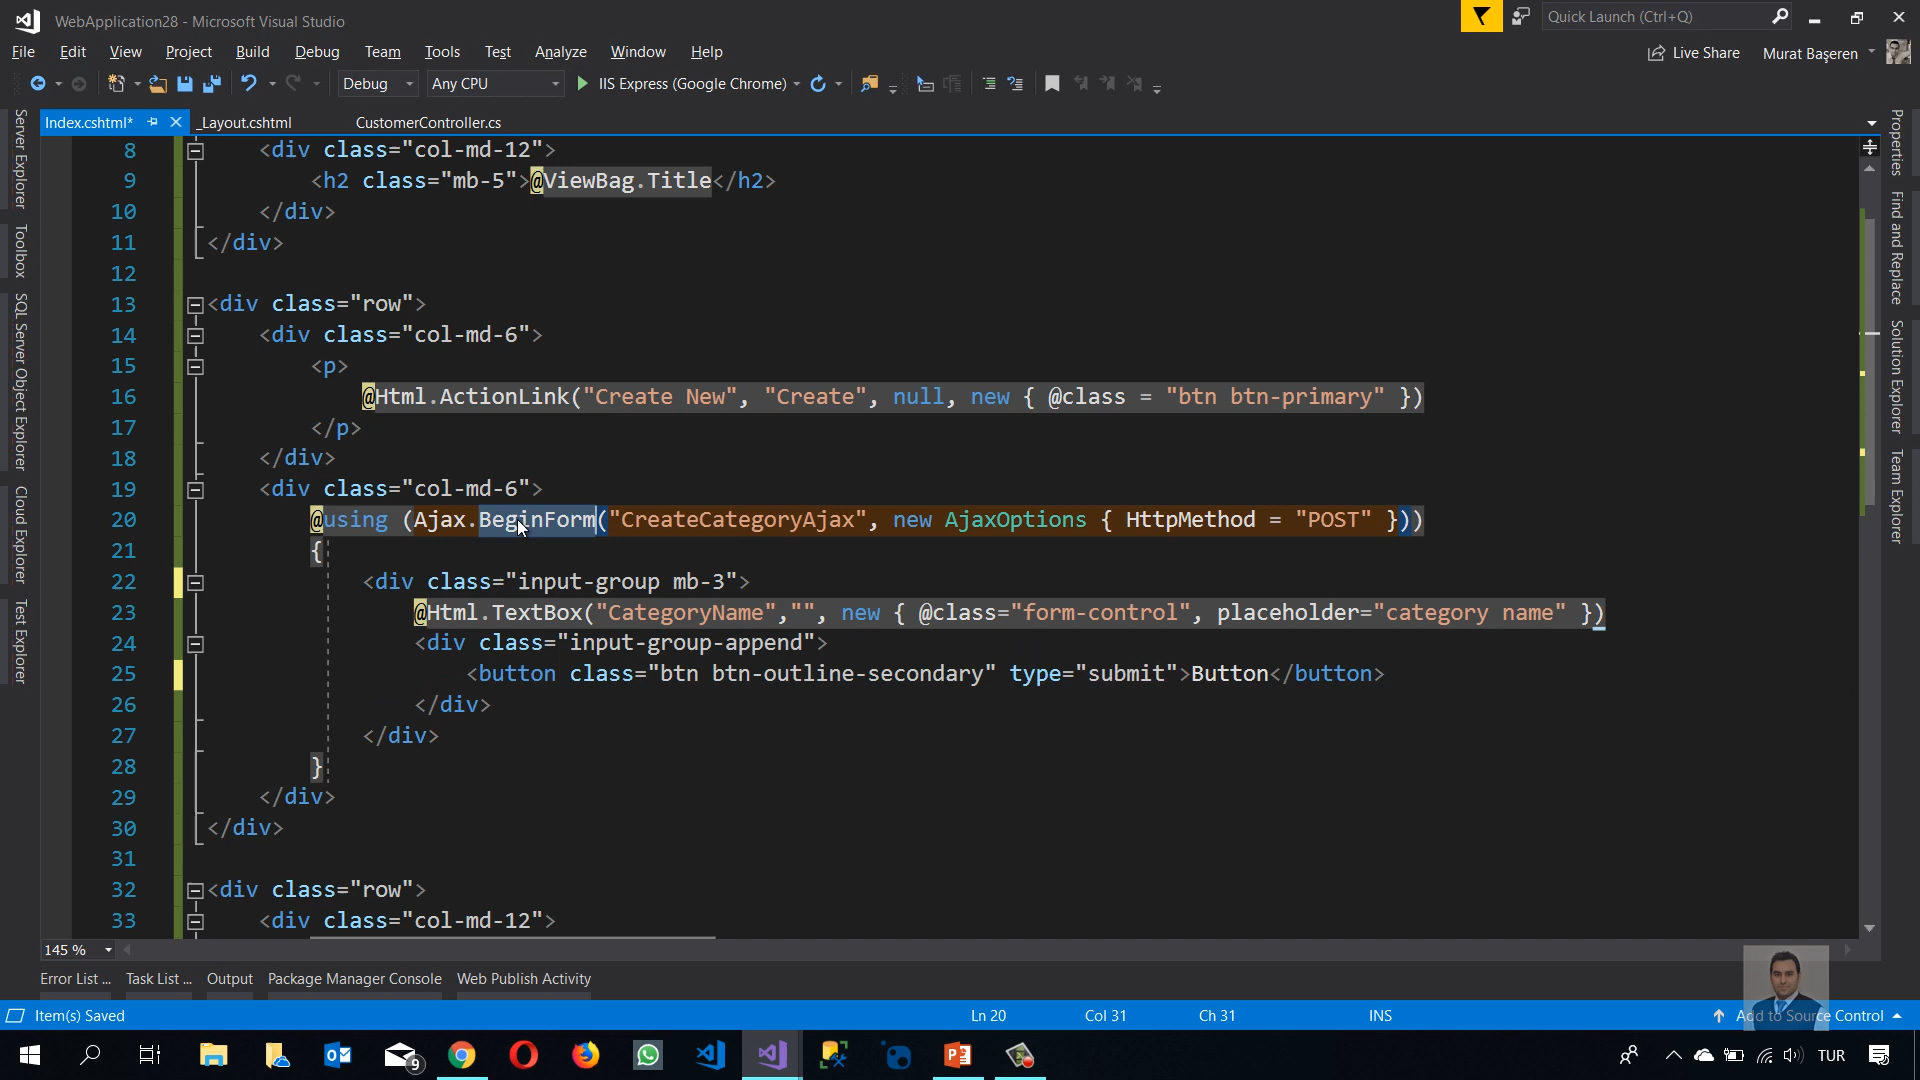 WebApplication28 - Microsoft Visual Studio
Quick Launch (Ctrl+Q)
File Edit View Project Build Debug Team Tools Test Analyze Window Help
Live Share Murat Başeren
Debug Any CPU IIS Express (Google Chrome)
Index.cshtml* _Layout.cshtml CustomerController.cs
Server Explorer
Toolbox
SQL Server Object Explorer
Cloud Explorer
Test Explorer
8 <div class="col-md-12">
9 <h2 class="mb-5">@ViewBag.Title</h2>
10 </div>
11 </div>
12
13 <div class="row">
14 <div class="col-md-6">
15 <p>
16 @Html.ActionLink("Create New", "Create", null, new { @class = "btn btn-primary" })
17 </p>
18 </div>
19 <div class="col-md-6">
20 @using (Ajax.BeginForm("CreateCategoryAjax", new AjaxOptions { HttpMethod = "POST" }))
21 {
22 <div class="input-group mb-3">
23 @Html.TextBox("CategoryName","", new { @class="form-control", placeholder="category name" })
24 <div class="input-group-append">
25 <button class="btn btn-outline-secondary" type="submit">Button</button>
26 </div>
27 </div>
28 }
29 </div>
30 </div>
31
32 <div class="row">
33 <div class="col-md-12">
Properties
Find and Replace
Solution Explorer
Team Explorer
145 %
Error List ... Task List ... Output Package Manager Console Web Publish Activity
Item(s) Saved Ln 20 Col 31 Ch 31 INS Add to Source Control
9 TUR